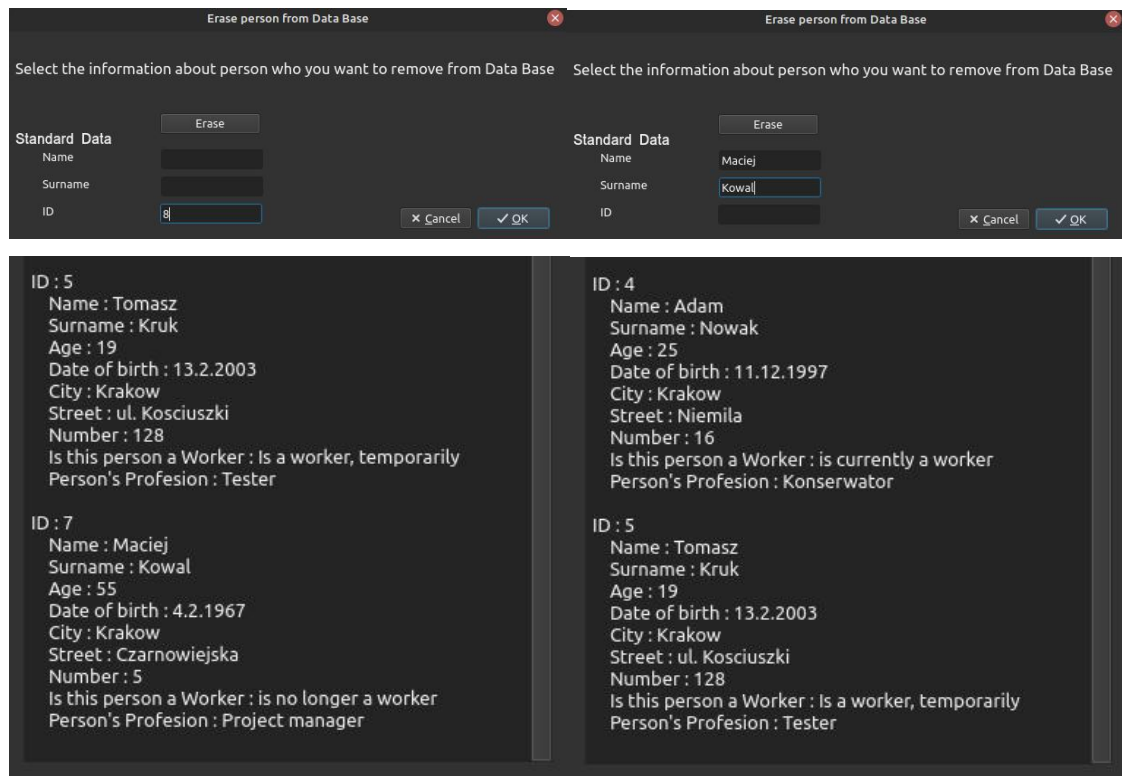 Erase person from Data Base
Select the information about person who you want to remove from Data Base
Erase
Standard Data
Name
Surname
ID 8
Cancel OK
Erase person from Data Base
Select the information about person who you want to remove from Data Base
Erase
Standard Data
Name Maciej
Surname Kowal
ID
Cancel OK
ID : 5
Name : Tomasz
Surname : Kruk
Age : 19
Date of birth : 13.2.2003
City : Krakow
Street : ul. Kosciuszki
Number : 128
Is this person a Worker : Is a worker, temporarily
Person's Profesion : Tester
ID : 7
Name : Maciej
Surname : Kowal
Age : 55
Date of birth : 4.2.1967
City : Krakow
Street : Czarnowiejska
Number : 5
Is this person a Worker : is no longer a worker
Person's Profesion : Project manager
ID : 4
Name : Adam
Surname : Nowak
Age : 25
Date of birth : 11.12.1997
City : Krakow
Street : Niemila
Number : 16
Is this person a Worker : is currently a worker
Person's Profesion : Konserwator
ID : 5
Name : Tomasz
Surname : Kruk
Age : 19
Date of birth : 13.2.2003
City : Krakow
Street : ul. Kosciuszki
Number : 128
Is this person a Worker : Is a worker, temporarily
Person's Profesion : Tester